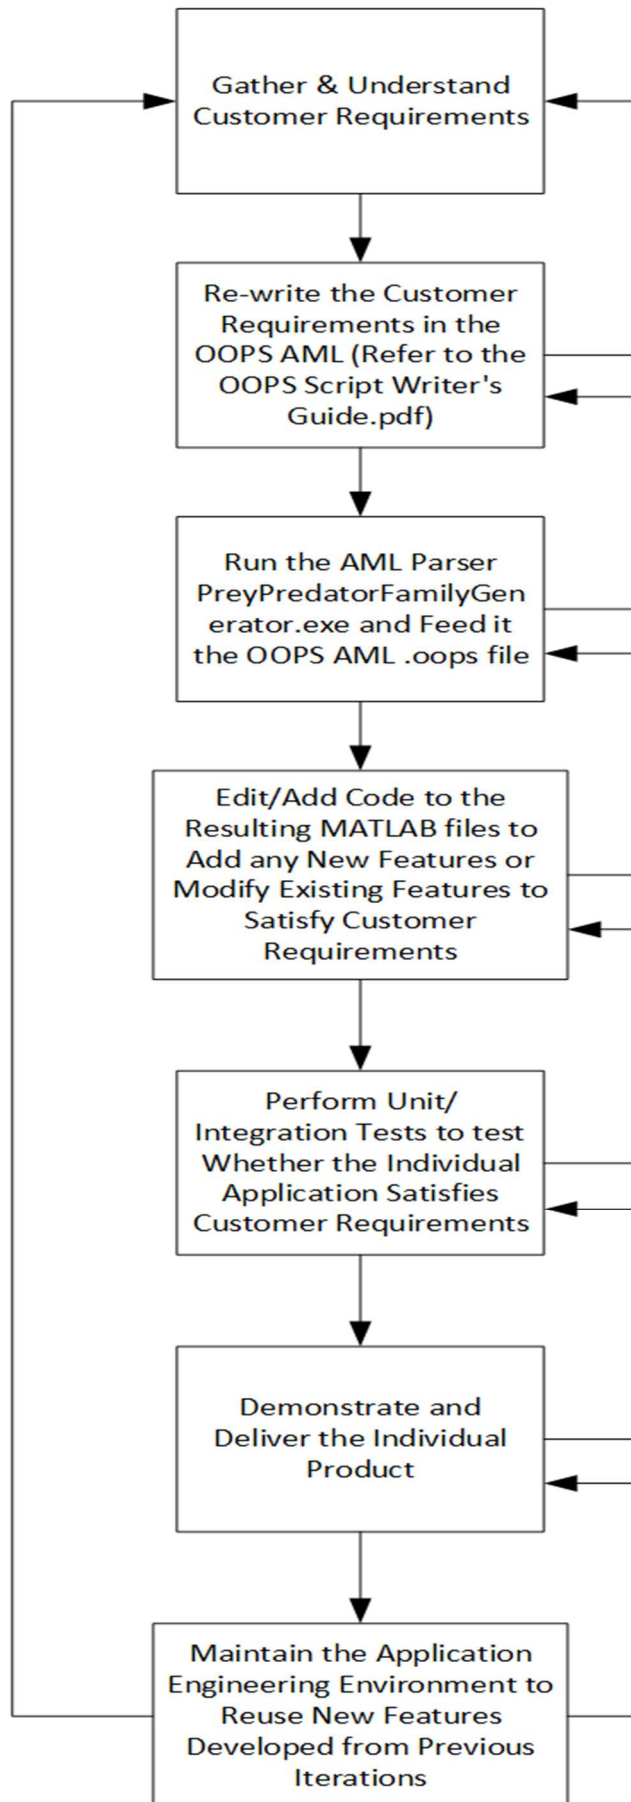 Gather & Understand
Customer Requirements
Re-write the Customer
Requirements in the
OOPS AML (Refer to the
OOPS Script Writer's
Guide.pdf)
Run the AML Parser
PreyPredatorFamilyGen
erator.exe and Feed it
the OOPS AML .oops file
Edit/Add Code to the
Resulting MATLAB files to
Add any New Features or
Modify Existing Features to
Satisfy Customer
Requirements
Perform Unit/
Integration Tests to test
Whether the Individual
Application Satisfies
Customer Requirements
Demonstrate and
Deliver the Individual
Product
Maintain the Application
Engineering Environment to
Reuse New Features
Developed from Previous
Iterations